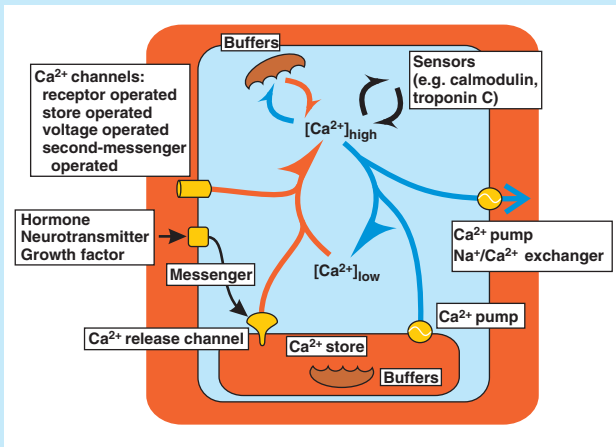 Buffers
Ca²⁺ channels:
receptor operated
store operated
voltage operated
second-messenger
operated
Sensors
(e.g. calmodulin,
troponin C)
[Ca²⁺]high
Hormone
Neurotransmitter
Growth factor
Messenger
[Ca²⁺]low
Ca²⁺ pump
Na⁺/Ca²⁺ exchanger
Ca²⁺ release channel
Ca²⁺ store
Ca²⁺ pump
Buffers